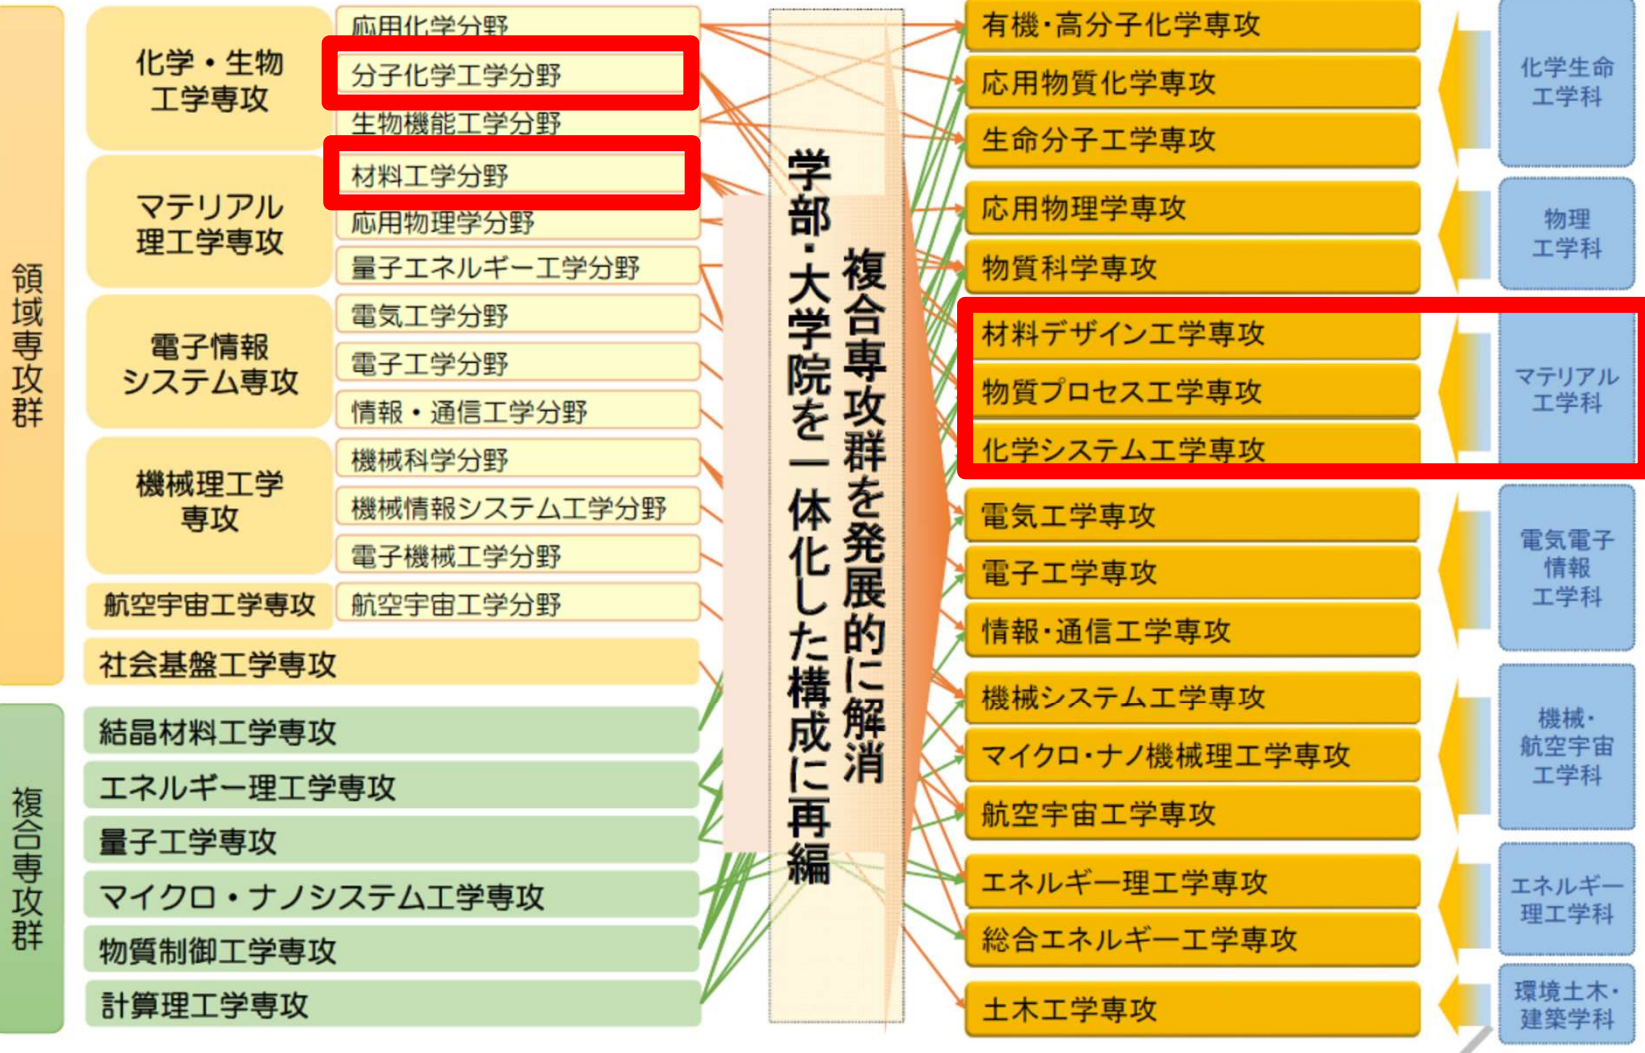 領域専攻群
化学・生物
工学専攻
応用化学分野
分子化学工学分野
生物機能工学分野
マテリアル
理工学専攻
材料工学分野
応用物理学分野
量子エネルギー工学分野
電子情報
システム専攻
電気工学分野
電子工学分野
情報・通信工学分野
機械理工学
専攻
機械科学分野
機械情報システム工学分野
電子機械工学分野
航空宇宙工学専攻
航空宇宙工学分野
社会基盤工学専攻
複合専攻群
結晶材料工学専攻
エネルギー理工学専攻
量子工学専攻
マイクロ・ナノシステム工学専攻
物質制御工学専攻
計算理工学専攻
複合専攻群を発展的に解消
学部・大学院を一体化した構成に再編
有機・高分子化学専攻
応用物質化学専攻
生命分子工学専攻
化学生命
工学科
応用物理学専攻
物質科学専攻
物理
工学科
材料デザイン工学専攻
物質プロセス工学専攻
化学システム工学専攻
マテリアル
工学科
電気工学専攻
電子工学専攻
情報・通信工学専攻
電気電子
情報
工学科
機械システム工学専攻
マイクロ・ナノ機械理工学専攻
航空宇宙工学専攻
機械・
航空宇宙
工学科
エネルギー理工学専攻
総合エネルギー工学専攻
エネルギー
理工学科
土木工学専攻
環境土木・
建築学科